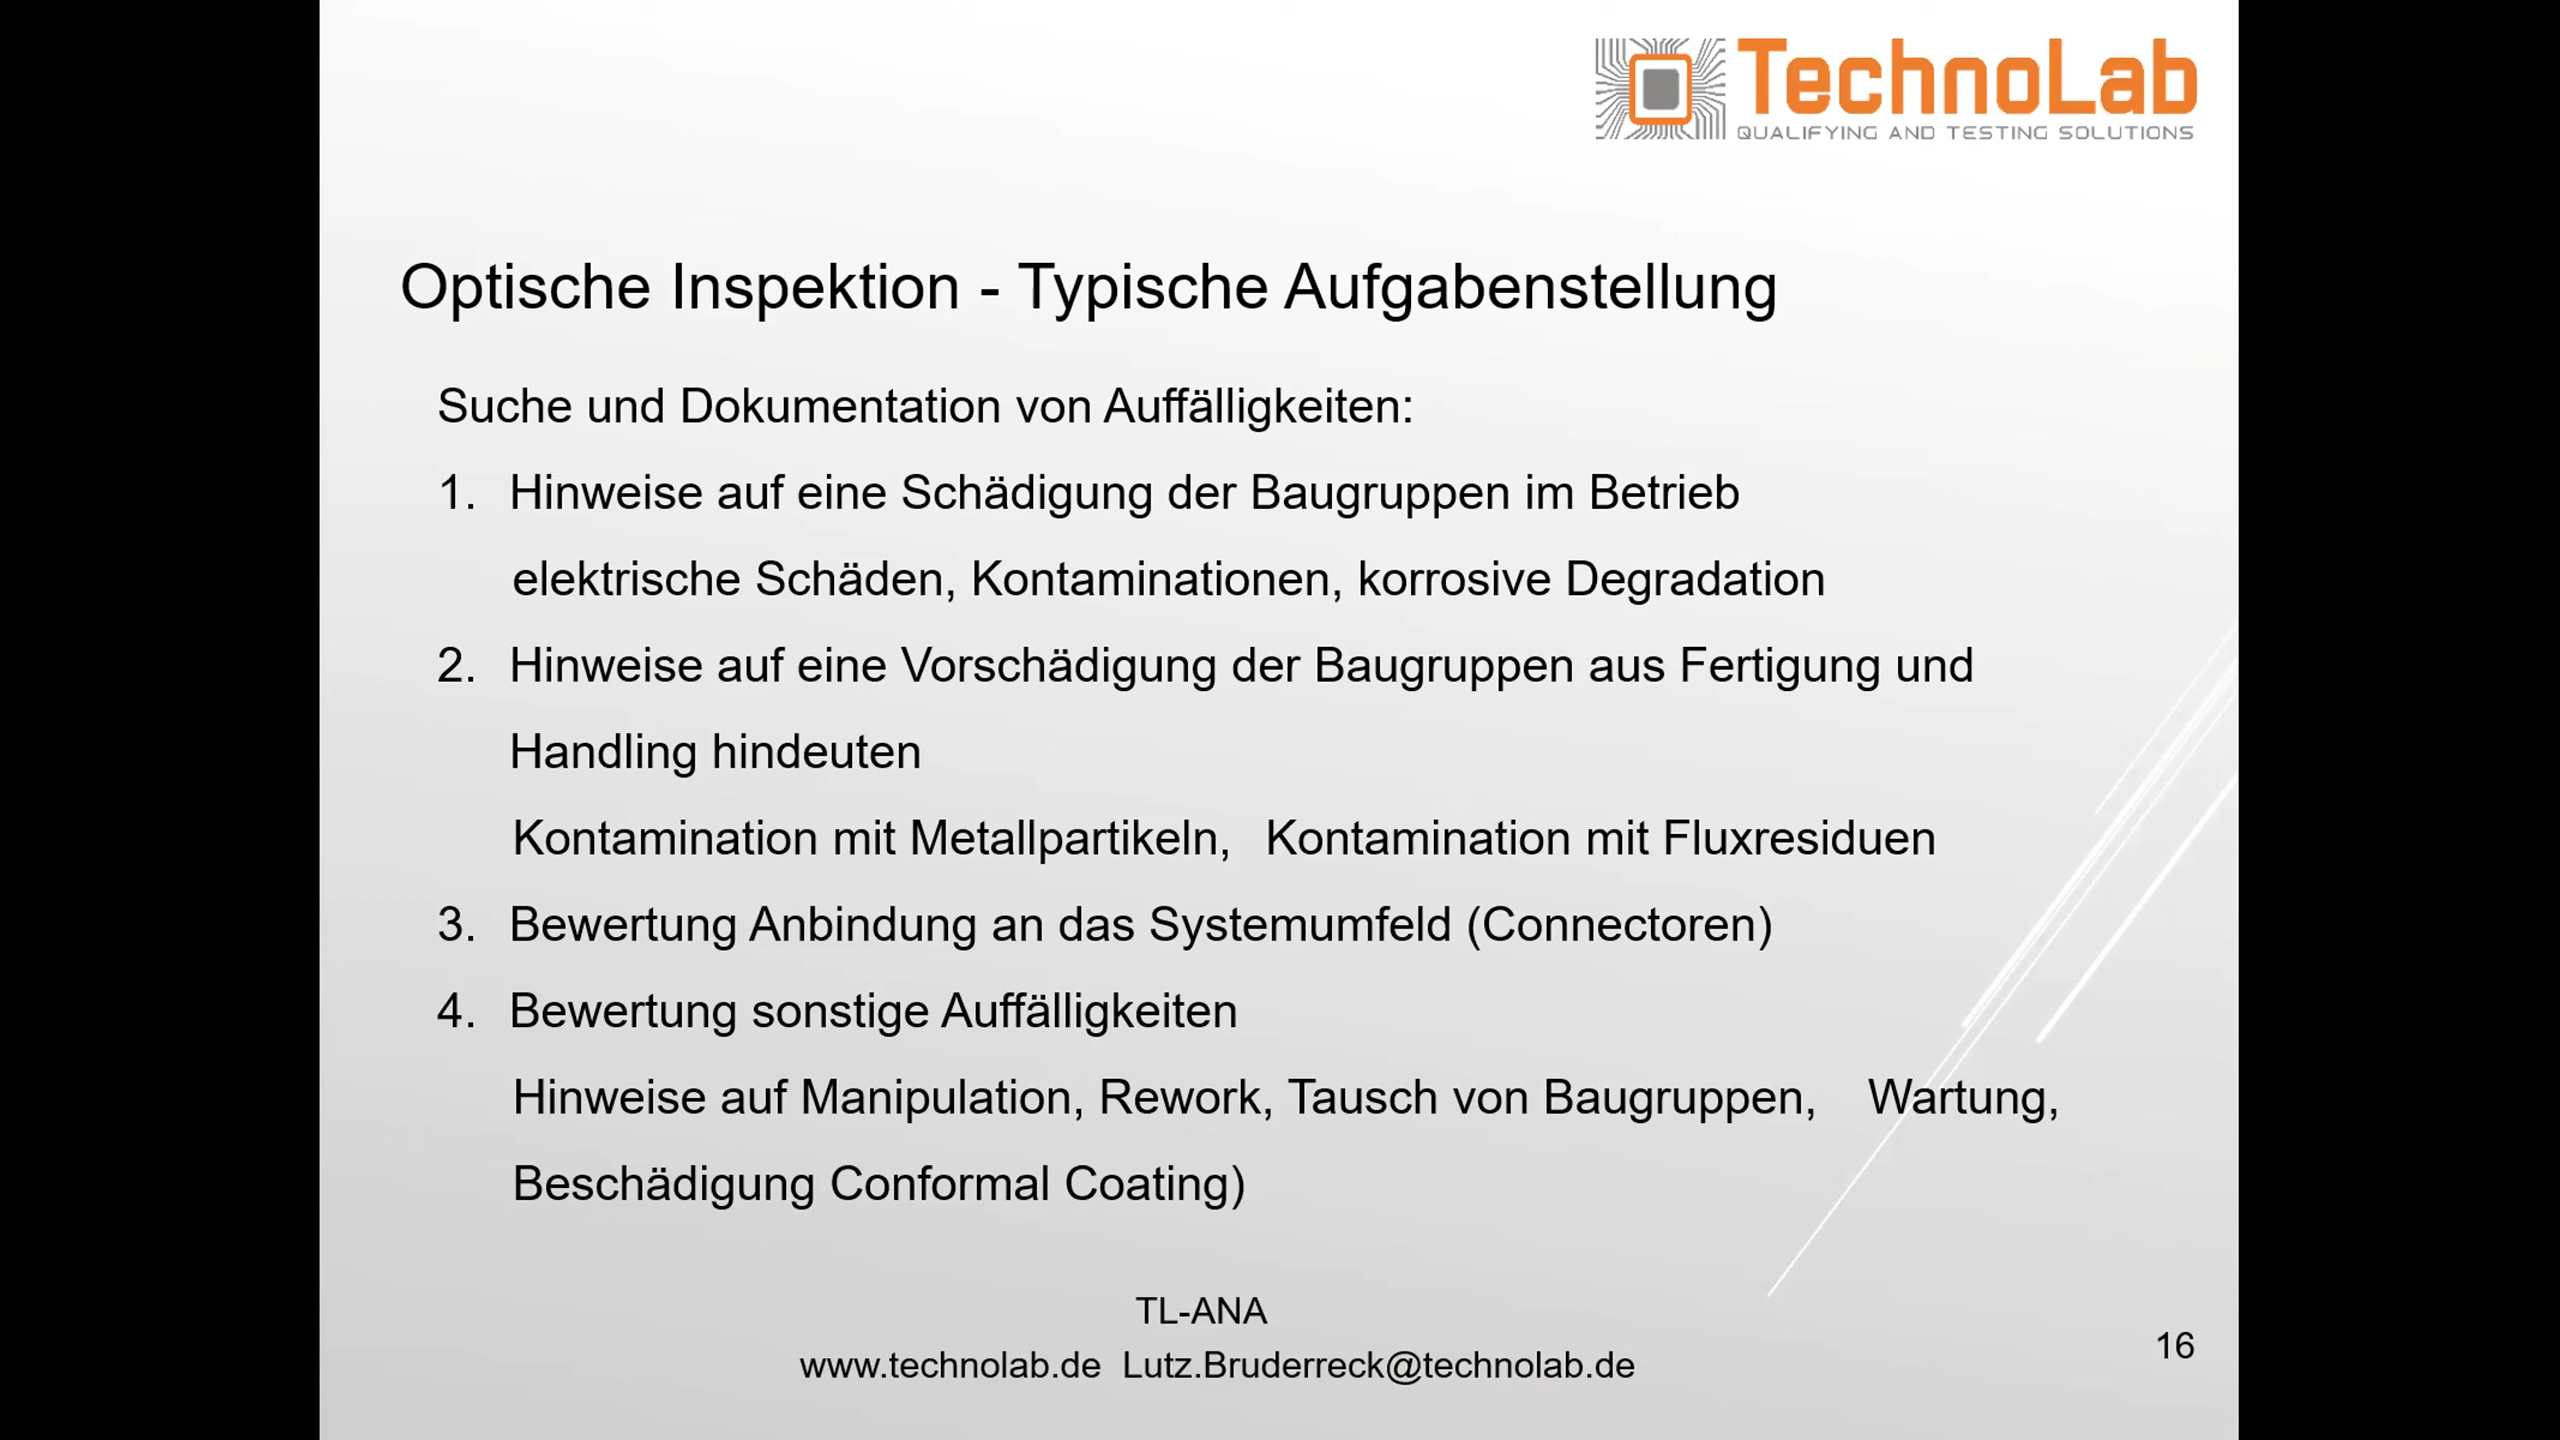 TechnoLab
QUALIFYING AND TESTING SOLUTIONS
Optische Inspektion - Typische Aufgabenstellung
Suche und Dokumentation von Auffälligkeiten:
1. Hinweise auf eine Schädigung der Baugruppen im Betrieb
elektrische Schäden, Kontaminationen, korrosive Degradation
2. Hinweise auf eine Vorschädigung der Baugruppen aus Fertigung und
Handling hindeuten
Kontamination mit Metallpartikeln, Kontamination mit Fluxresiduen
3. Bewertung Anbindung an das Systemumfeld (Connectoren)
4. Bewertung sonstige Auffälligkeiten
Hinweise auf Manipulation, Rework, Tausch von Baugruppen, Wartung,
Beschädigung Conformal Coating)
TL-ANA
www.technolab.de Lutz.Bruderreck@technolab.de
16